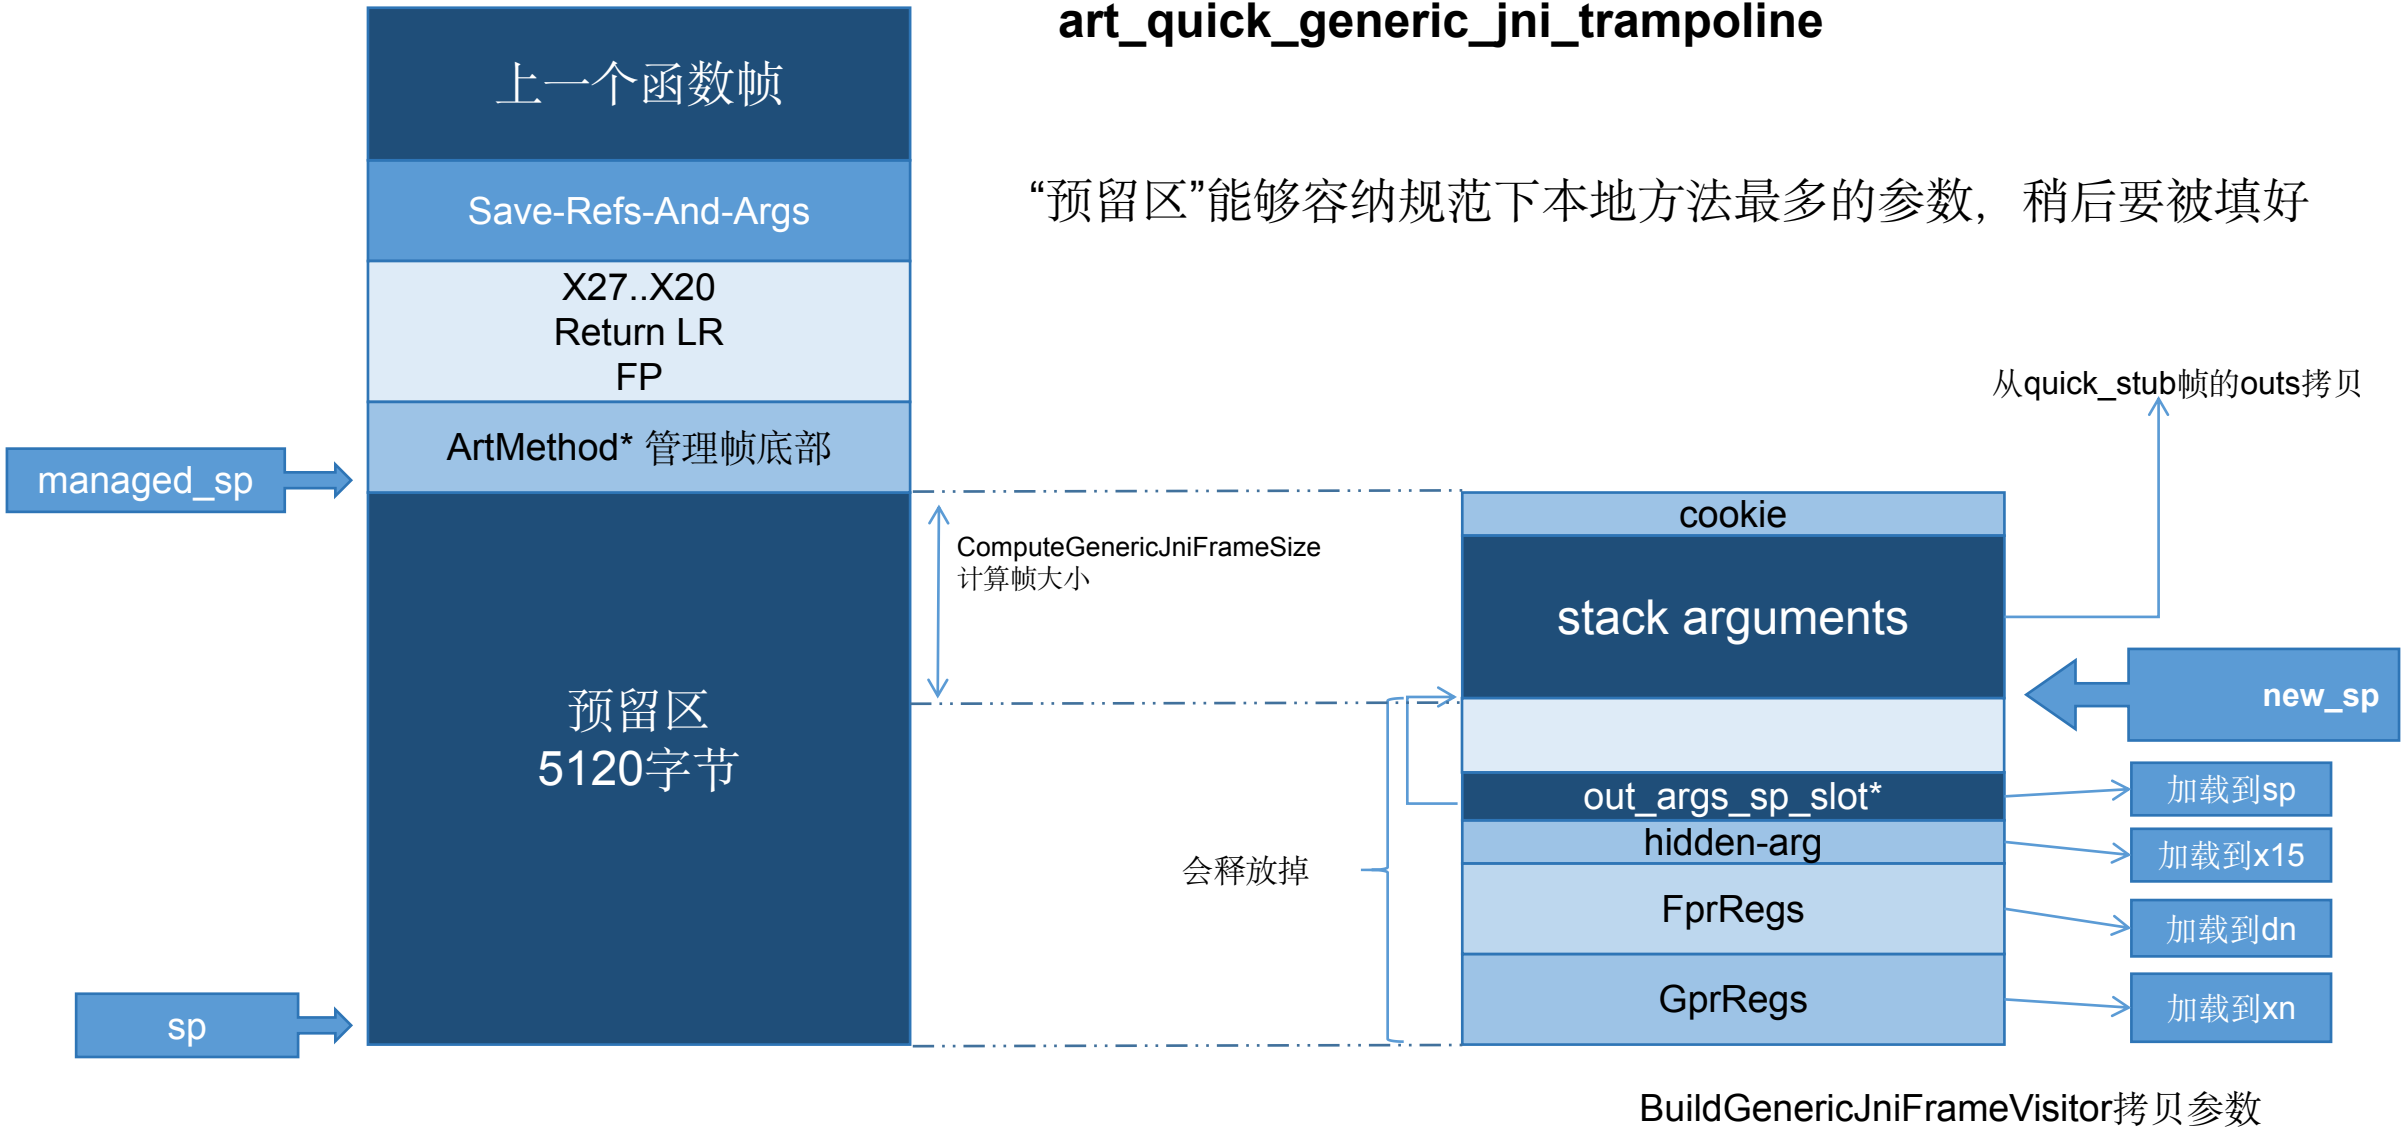 art_quick_generic_jni_trampoline
上一个函数帧
“预留区”能够容纳规范下本地方法最多的参数，稍后要被填好
Save-Refs-And-Args
X27..X20
Return LR
FP
从quick_stub帧的outs拷贝
ArtMethod* 管理帧底部
managed_sp
cookie
ComputeGenericJniFrameSize
计算帧大小
stack arguments
new_sp
预留区
5120字节
out_args_sp_slot*
加载到sp
hidden-arg
加载到x15
会释放掉
FprRegs
加载到dn
GprRegs
加载到xn
sp
BuildGenericJniFrameVisitor拷贝参数